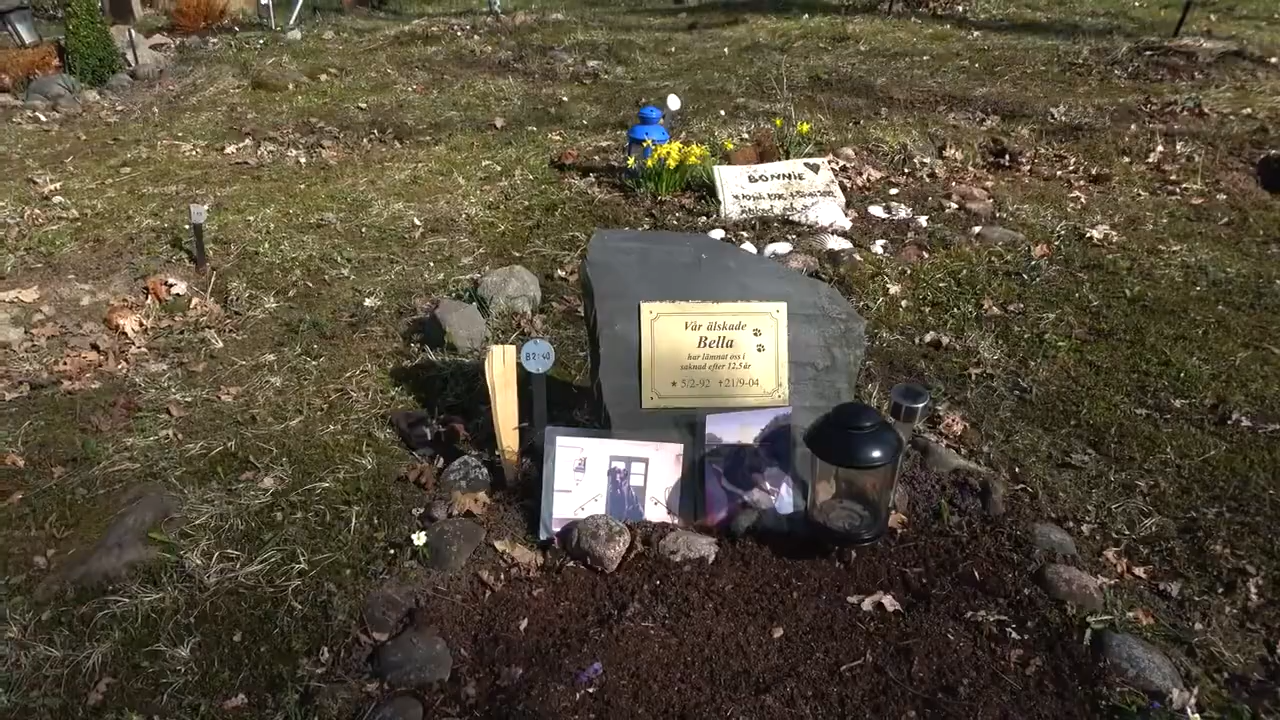 BONNIE
Vår älskade
Bella
har lämnat oss i
saknad efter 12,5 år
★ 5/2-92 ✝21/9-04
B2:40